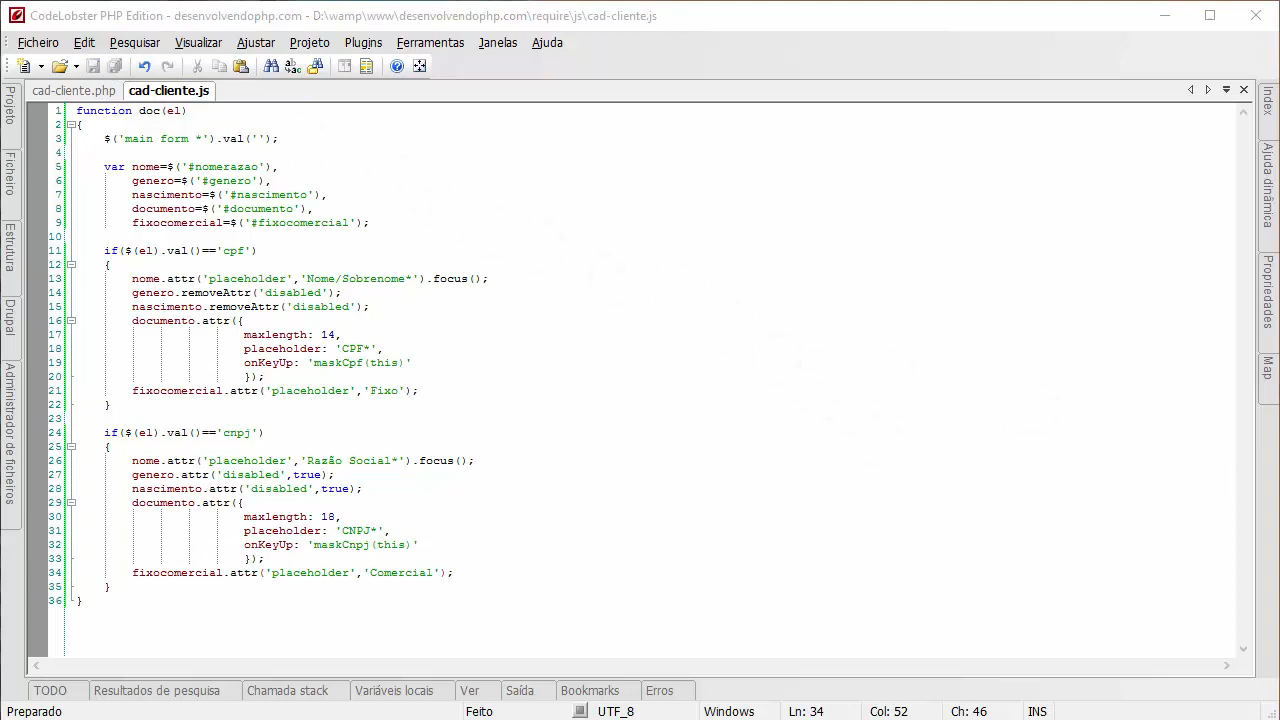 CodeLobster PHP Edition - desenvolvendophp.com - D:\wamp\www\desenvolvendophp.com\require\js\cad-cliente.js
Ficheiro Edit Pesquisar Visualizar Ajustar Projeto Plugins Ferramentas Janelas Ajuda
cad-cliente.php cad-cliente.js
Projeto
Ficheiro
Estrutura
Drupal
Administrador de ficheiros
1 function doc(el)
2 {
3 $('main form *').val('');
4
5 var nome=$('#nomerazao'),
6 genero=$('#genero'),
7 nascimento=$('#nascimento'),
8 documento=$('#documento'),
9 fixocomercial=$('#fixocomercial');
10
11 if($(el).val()=='cpf')
12 {
13 nome.attr('placeholder','Nome/Sobrenome*').focus();
14 genero.removeAttr('disabled');
15 nascimento.removeAttr('disabled');
16 documento.attr({
17 maxlength: 14,
18 placeholder: 'CPF*',
19 onKeyUp: 'maskCpf(this)'
20 });
21 fixocomercial.attr('placeholder','Fixo');
22 }
23
24 if($(el).val()=='cnpj')
25 {
26 nome.attr('placeholder','Razão Social*').focus();
27 genero.attr('disabled',true);
28 nascimento.attr('disabled',true);
29 documento.attr({
30 maxlength: 18,
31 placeholder: 'CNPJ*',
32 onKeyUp: 'maskCnpj(this)'
33 });
34 fixocomercial.attr('placeholder','Comercial');
35 }
36 }
Index
Ajuda dinâmica
Propriedades
Map
TODO Resultados de pesquisa Chamada stack Variáveis locais Ver Saída Bookmarks Erros
Preparado Feito UTF_8 Windows Ln: 34 Col: 52 Ch: 46 INS